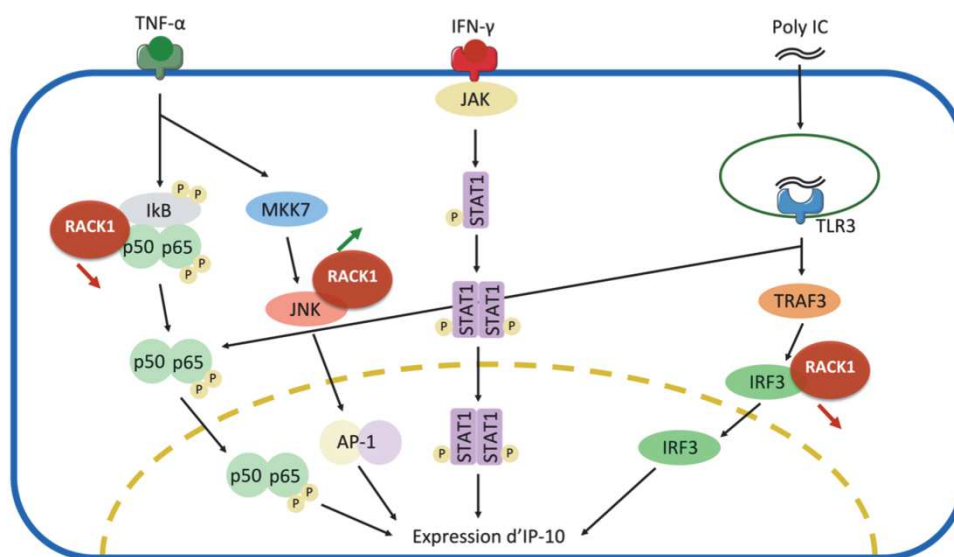 TNF-α
IFN-γ
Poly IC
JAK
STAT1
P
TLR3
P P
IkB
RACK1
p50 p65
P P
MKK7
RACK1
JNK
STAT1 STAT1
P P
TRAF3
p50 p65
P P
IRF3
RACK1
AP-1
STAT1 STAT1
P P
IRF3
p50 p65
P P
Expression d'IP-10